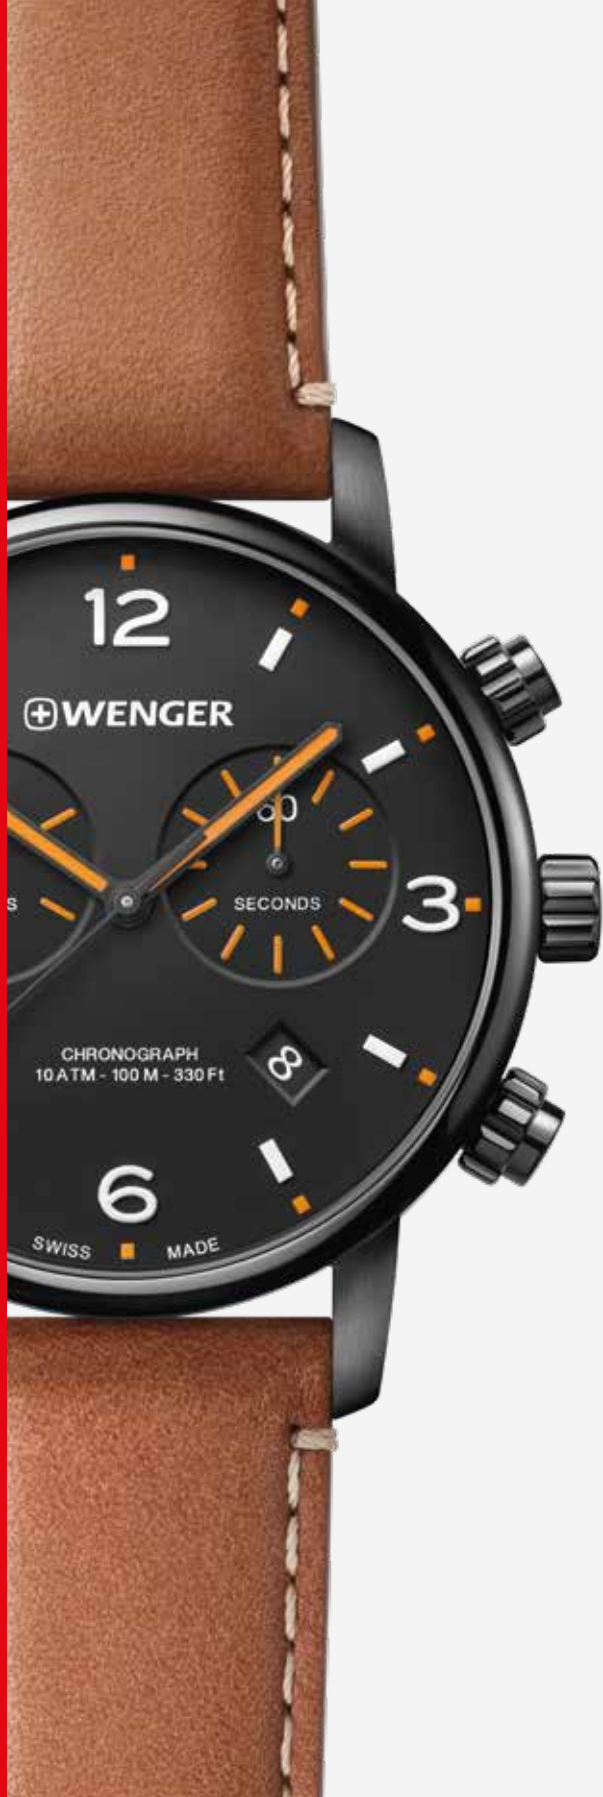 12
WENGER
60
S
SECONDS
3
CHRONOGRAPH
10 ATM - 100 M - 330 Ft
8
6
SWISS MADE